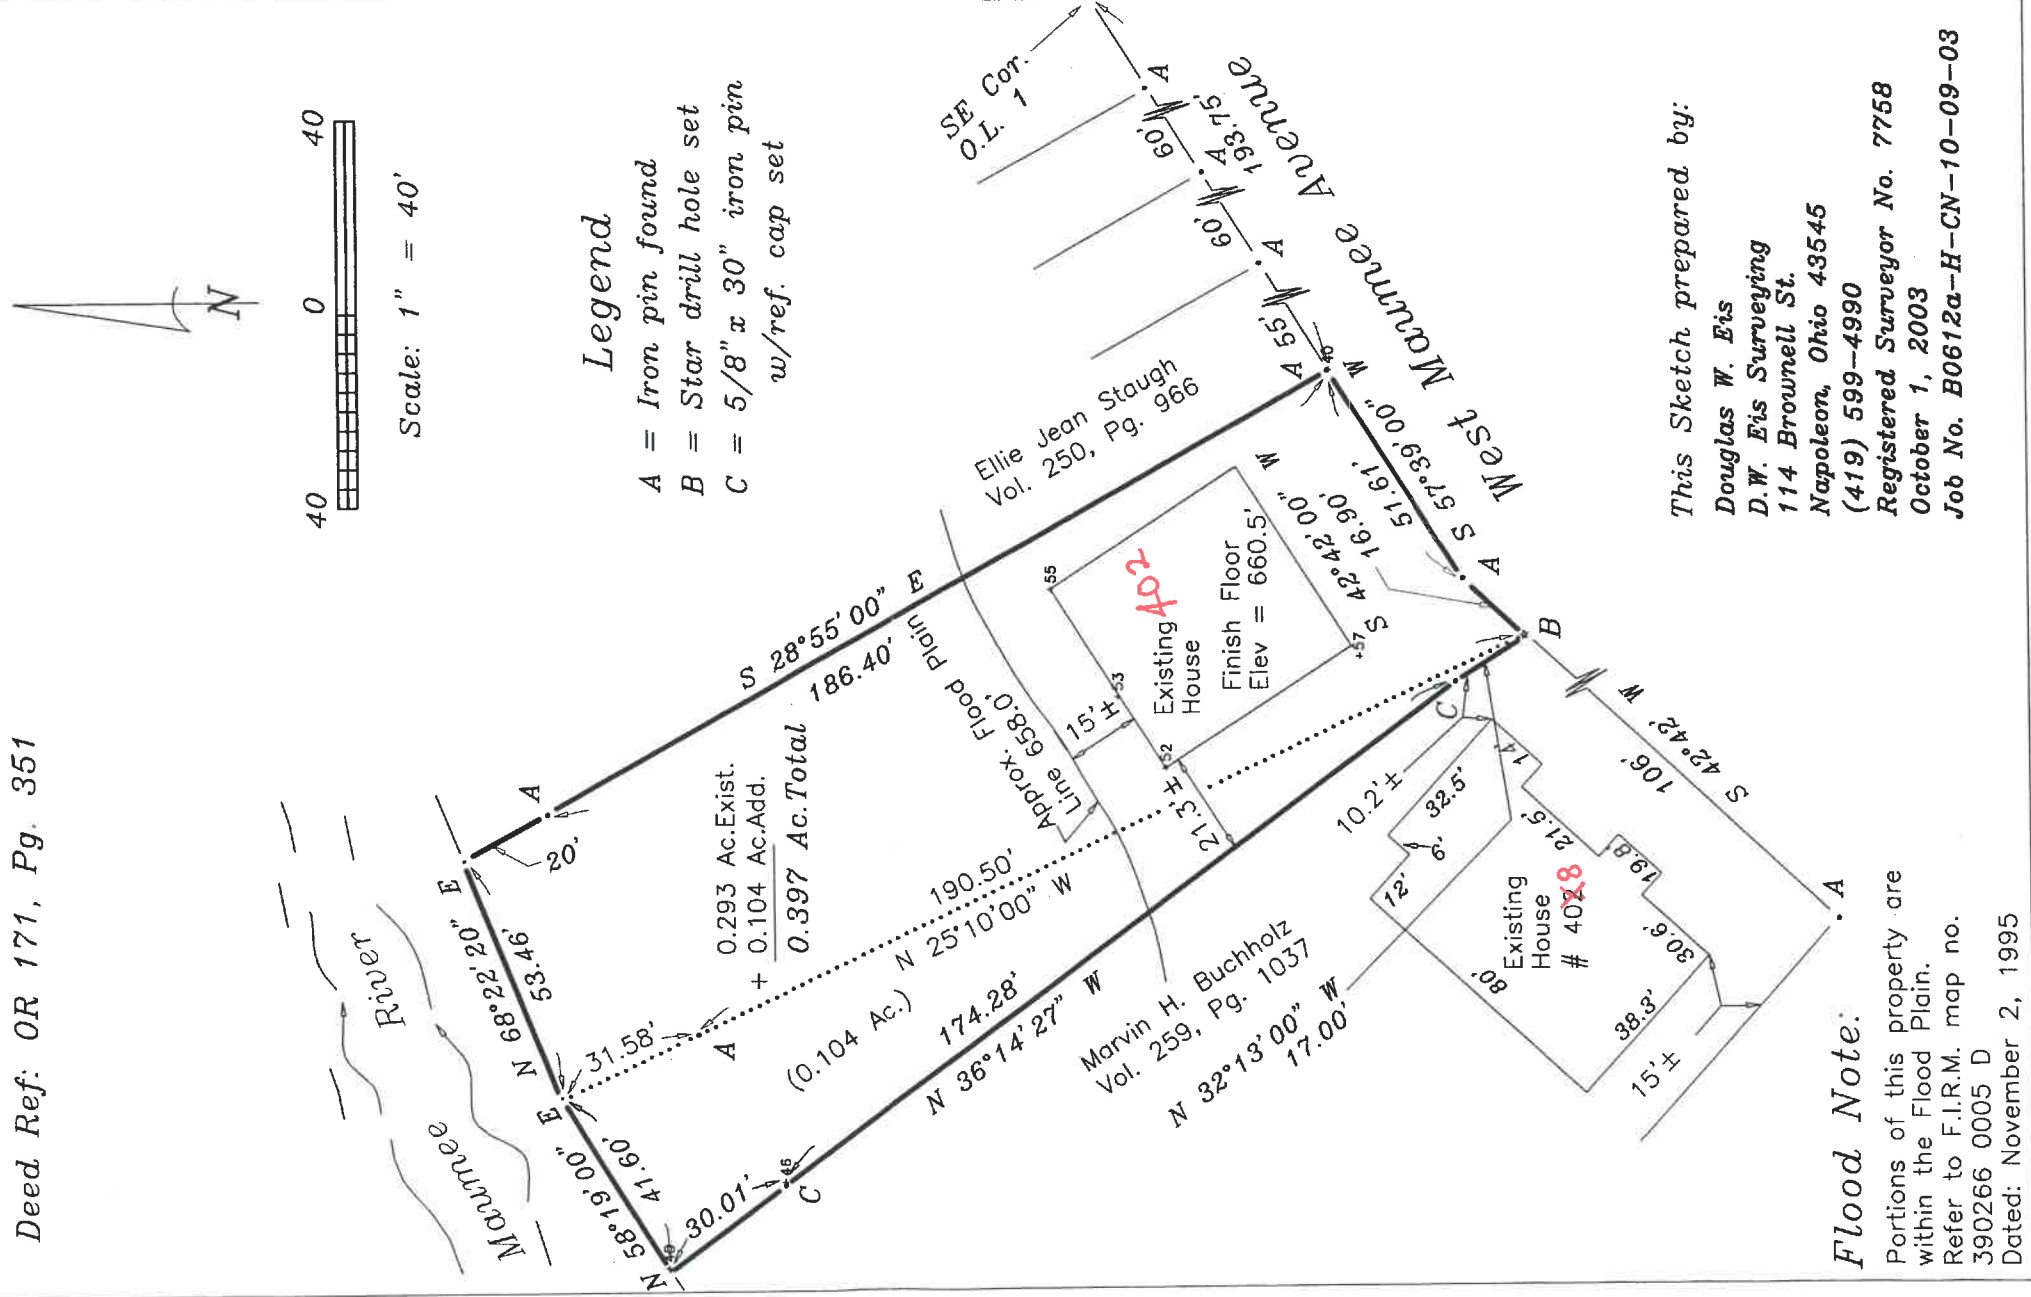 Deed Ref: OR 171, Pg. 351
N
40 0 40
Scale: 1" = 40'
Legend
A = Iron pin found
B = Star drill hole set
C = 5/8" x 30" iron pin
w/ref. cap set
Maumee River
N 58°19'00" E
41.60'
N 68°22'20" E
53.46'
20'
A
S 28°55'00" E
186.40'
31.58'
A
30.01'
46
C
0.293 Ac.Exist.
+ 0.104 Ac.Add.
0.397 Ac.Total
(0.104 Ac.)
190.50'
N 25°10'00" W
174.28'
N 36°14'27" W
Approx. Flood Plain
Line 658.0'
15'±
21.3'±
52
53
55
+57
Existing 402
House
Finish Floor
Elev = 660.5'
Ellie Jean Staugh
Vol. 250, Pg. 966
SE Cor.
O.L. 1
A
60'
A
193.75'
60'
A
55'
A
West Maumee Avenue
S 57°39'00" W
51.61'
S 42°42'00" W
16.90'
A
B
C
Marvin H. Buchholz
Vol. 259, Pg. 1037
N 32°13'00" W
17.00'
10.2'±
32.5'
6'
12'
14'
21.5'
19.8'
30.6'
80'
38.3'
15'±
Existing
House
# 402 8
106'
S 42°42' W
A
Flood Note:
Portions of this property are
within the Flood Plain.
Refer to F.I.R.M. map no.
390266 0005 D
Dated: November 2, 1995
This Sketch prepared by:
Douglas W. Eis
D.W. Eis Surveying
114 Brownell St.
Napoleon, Ohio 43545
(419) 599-4990
Registered Surveyor No. 7758
October 1, 2003
Job No. B0612a-H-CN-10-09-03